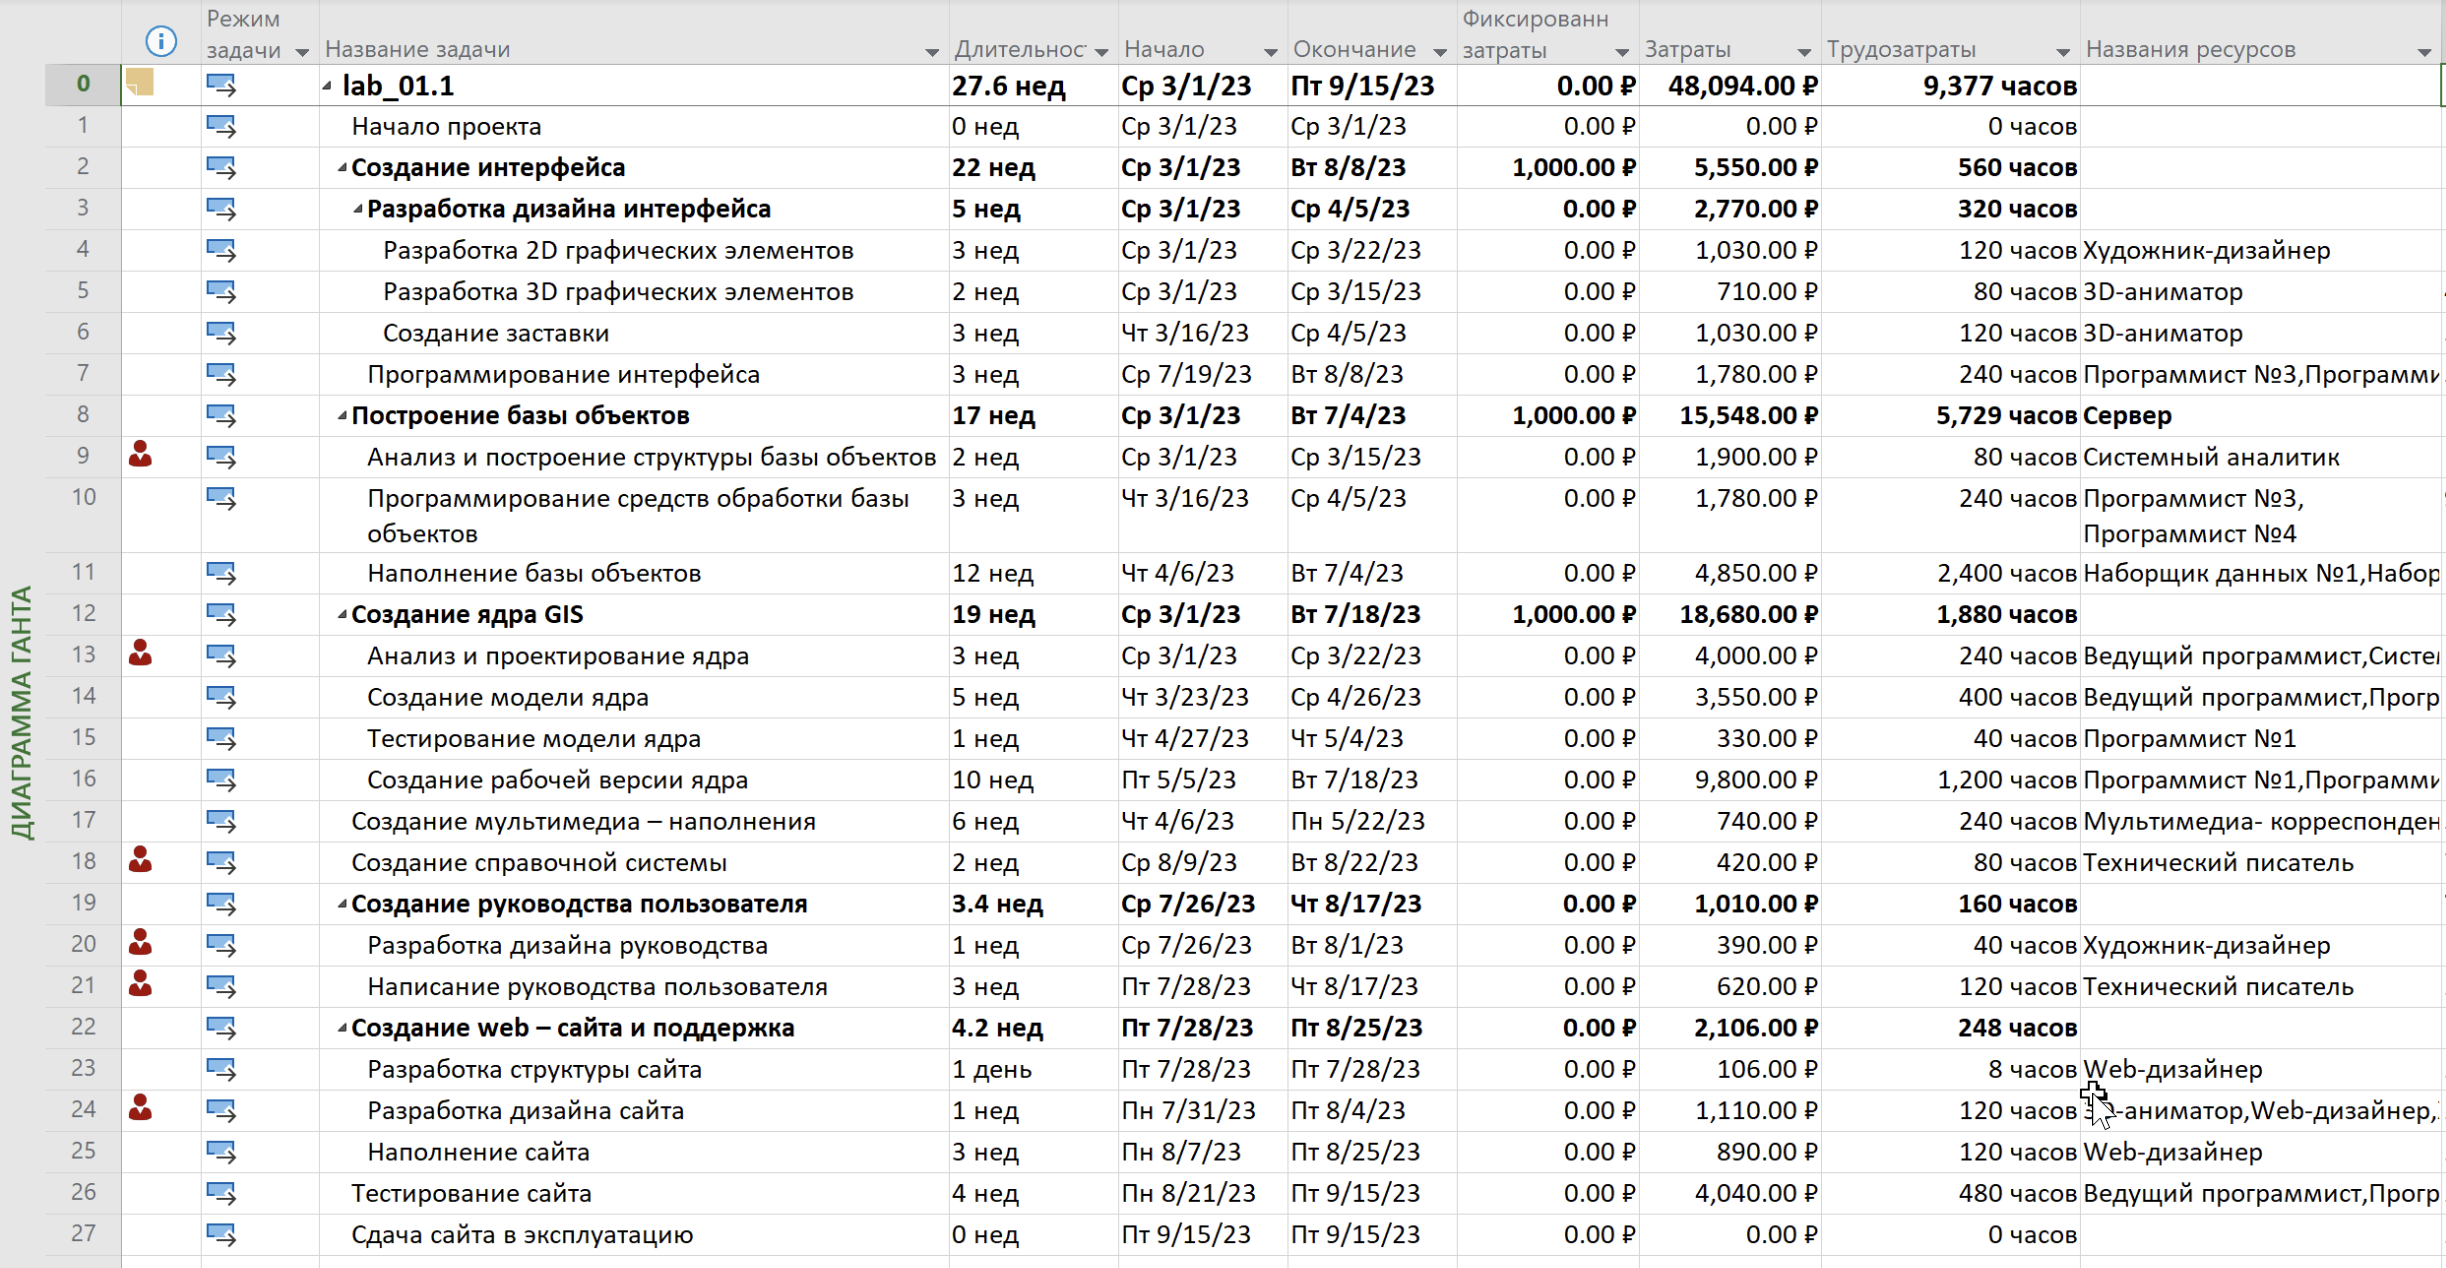 Режим задачи Название задачи Длительнос Начало Окончание Фиксированн затраты Затраты Трудозатраты Названия ресурсов
0 lab_01.1 27.6 нед Ср 3/1/23 Пт 9/15/23 0.00 ₽ 48,094.00 ₽ 9,377 часов
1 Начало проекта 0 нед Ср 3/1/23 Ср 3/1/23 0.00 ₽ 0.00 ₽ 0 часов
2 Создание интерфейса 22 нед Ср 3/1/23 Вт 8/8/23 1,000.00 ₽ 5,550.00 ₽ 560 часов
3 Разработка дизайна интерфейса 5 нед Ср 3/1/23 Ср 4/5/23 0.00 ₽ 2,770.00 ₽ 320 часов
4 Разработка 2D графических элементов 3 нед Ср 3/1/23 Ср 3/22/23 0.00 ₽ 1,030.00 ₽ 120 часов Художник-дизайнер
5 Разработка 3D графических элементов 2 нед Ср 3/1/23 Ср 3/15/23 0.00 ₽ 710.00 ₽ 80 часов 3D-аниматор
6 Создание заставки 3 нед Чт 3/16/23 Ср 4/5/23 0.00 ₽ 1,030.00 ₽ 120 часов 3D-аниматор
7 Программирование интерфейса 3 нед Ср 7/19/23 Вт 8/8/23 0.00 ₽ 1,780.00 ₽ 240 часов Программист №3,Программи
8 Построение базы объектов 17 нед Ср 3/1/23 Вт 7/4/23 1,000.00 ₽ 15,548.00 ₽ 5,729 часов Сервер
9 Анализ и построение структуры базы объектов 2 нед Ср 3/1/23 Ср 3/15/23 0.00 ₽ 1,900.00 ₽ 80 часов Системный аналитик
10 Программирование средств обработки базы 3 нед Чт 3/16/23 Ср 4/5/23 0.00 ₽ 1,780.00 ₽ 240 часов Программист №3,
объектов Программист №4
11 Наполнение базы объектов 12 нед Чт 4/6/23 Вт 7/4/23 0.00 ₽ 4,850.00 ₽ 2,400 часов Наборщик данных №1,Набор
12 Создание ядра GIS 19 нед Ср 3/1/23 Вт 7/18/23 1,000.00 ₽ 18,680.00 ₽ 1,880 часов
13 Анализ и проектирование ядра 3 нед Ср 3/1/23 Ср 3/22/23 0.00 ₽ 4,000.00 ₽ 240 часов Ведущий программист,Систе
14 Создание модели ядра 5 нед Чт 3/23/23 Ср 4/26/23 0.00 ₽ 3,550.00 ₽ 400 часов Ведущий программист,Прогр
15 Тестирование модели ядра 1 нед Чт 4/27/23 Чт 5/4/23 0.00 ₽ 330.00 ₽ 40 часов Программист №1
16 Создание рабочей версии ядра 10 нед Пт 5/5/23 Вт 7/18/23 0.00 ₽ 9,800.00 ₽ 1,200 часов Программист №1,Программи
17 Создание мультимедиа – наполнения 6 нед Чт 4/6/23 Пн 5/22/23 0.00 ₽ 740.00 ₽ 240 часов Мультимедиа- корреспонден
18 Создание справочной системы 2 нед Ср 8/9/23 Вт 8/22/23 0.00 ₽ 420.00 ₽ 80 часов Технический писатель
19 Создание руководства пользователя 3.4 нед Ср 7/26/23 Чт 8/17/23 0.00 ₽ 1,010.00 ₽ 160 часов
20 Разработка дизайна руководства 1 нед Ср 7/26/23 Вт 8/1/23 0.00 ₽ 390.00 ₽ 40 часов Художник-дизайнер
21 Написание руководства пользователя 3 нед Пт 7/28/23 Чт 8/17/23 0.00 ₽ 620.00 ₽ 120 часов Технический писатель
22 Создание web – сайта и поддержка 4.2 нед Пт 7/28/23 Пт 8/25/23 0.00 ₽ 2,106.00 ₽ 248 часов
23 Разработка структуры сайта 1 день Пт 7/28/23 Пт 7/28/23 0.00 ₽ 106.00 ₽ 8 часов Web-дизайнер
24 Разработка дизайна сайта 1 нед Пн 7/31/23 Пт 8/4/23 0.00 ₽ 1,110.00 ₽ 120 часов -аниматор,Web-дизайнер,
25 Наполнение сайта 3 нед Пн 8/7/23 Пт 8/25/23 0.00 ₽ 890.00 ₽ 120 часов Web-дизайнер
26 Тестирование сайта 4 нед Пн 8/21/23 Пт 9/15/23 0.00 ₽ 4,040.00 ₽ 480 часов Ведущий программист,Прогр
27 Сдача сайта в эксплуатацию 0 нед Пт 9/15/23 Пт 9/15/23 0.00 ₽ 0.00 ₽ 0 часов
ДИАГРАММА ГАНТА